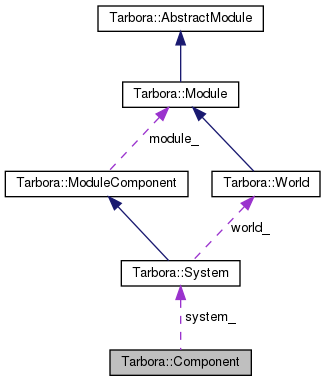 Tarbora::AbstractModule
Tarbora::Module
module_
Tarbora::ModuleComponent
Tarbora::World
world_
Tarbora::System
system_
Tarbora::Component